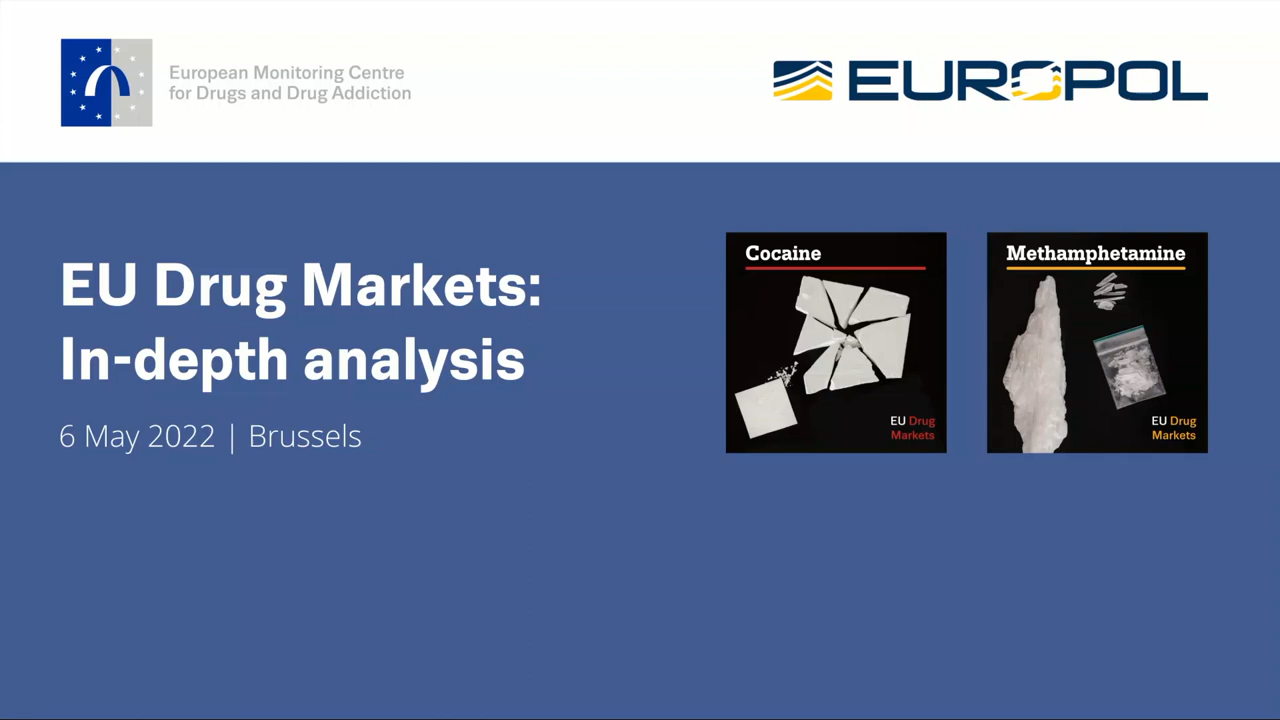 European Monitoring Centre
for Drugs and Drug Addiction
EUROPOL
EU Drug Markets:
In-depth analysis
6 May 2022 | Brussels
Cocaine
EU Drug
Markets
Methamphetamine
EU Drug
Markets